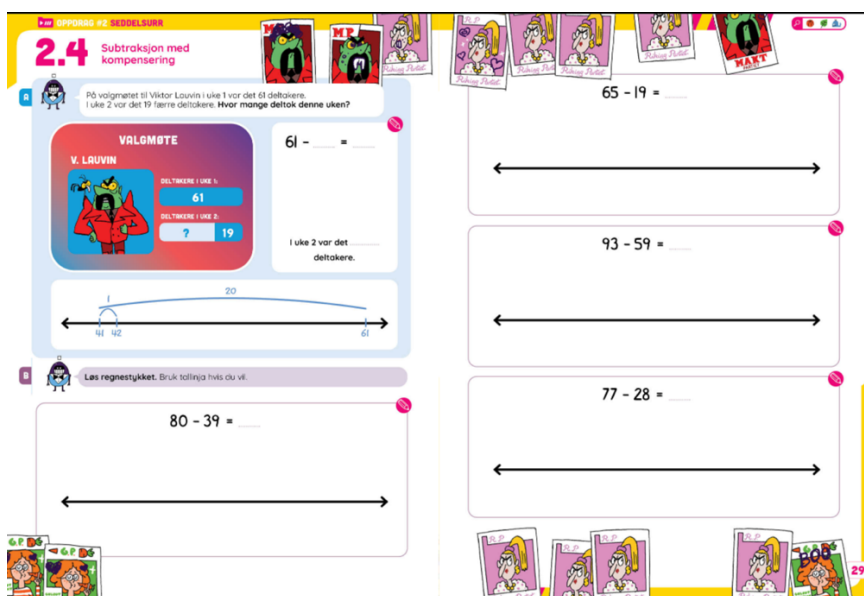 OPPDRAG #2 SEDDELSURR
2.4 Subtraksjon med
kompensering
A
På valgmøtet til Viktor Lauvin i uke 1 var det 61 deltakere.
I uke 2 var det 19 færre deltakere. Hvor mange deltok denne uken?
VALGMØTE
V. LAUVIN
DELTAKERE I UKE 1:
61
DELTAKERE I UKE 2:
? 19
61 - ___ = ___
I uke 2 var det ___
deltakere.
1 20
41 42 61
B
Løs regnestykket. Bruk tallinja hvis du vil.
80 - 39 = ___
65 - 19 = ___
93 - 59 = ___
77 - 28 = ___
MP
R.P
MAKT
R.P
R.P
R.P
R.P
G.P.
G.P.
BOO
29